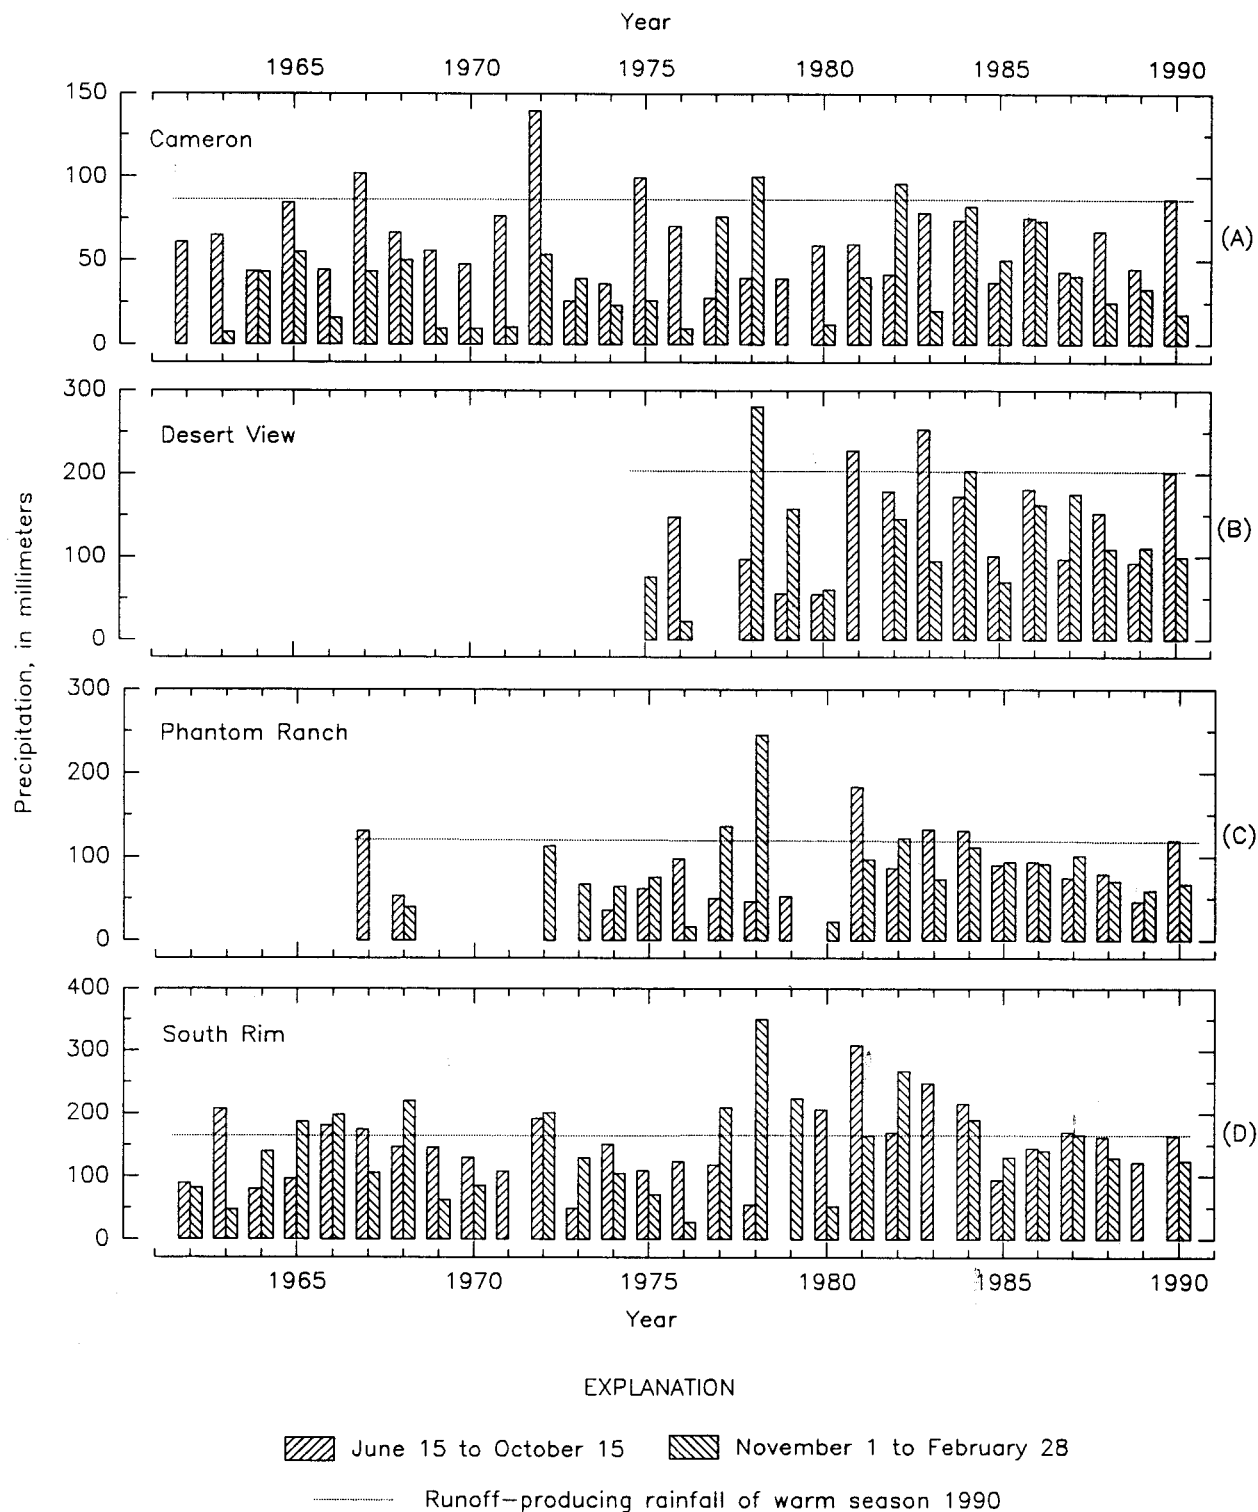 Year
1965 1970 1975 1980 1985 1990
150
Cameron
100
(A)
50
0
300
Desert View
200
(B)
100
0
Precipitation, in millimeters
300
Phantom Ranch
200
(C)
100
0
400
South Rim
300
200
(D)
100
0
1965 1970 1975 1980 1985 1990
Year
EXPLANATION
June 15 to October 15 November 1 to February 28
Runoff-producing rainfall of warm season 1990